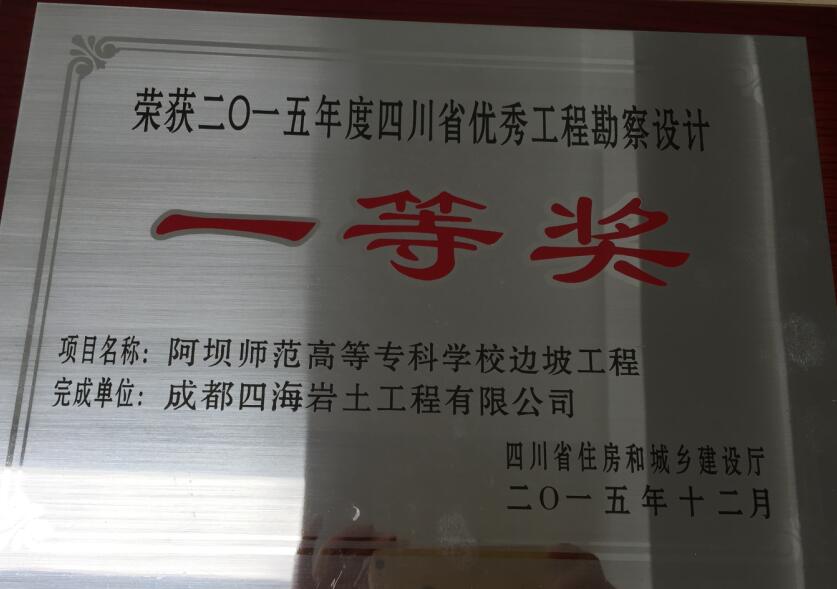 荣获二〇一五年度四川省优秀工程勘察设计
一等奖
项目名称：阿坝师范高等专科学校边坡工程
完成单位：成都四海岩土工程有限公司
四川省住房和城乡建设厅
二〇一五年十二月